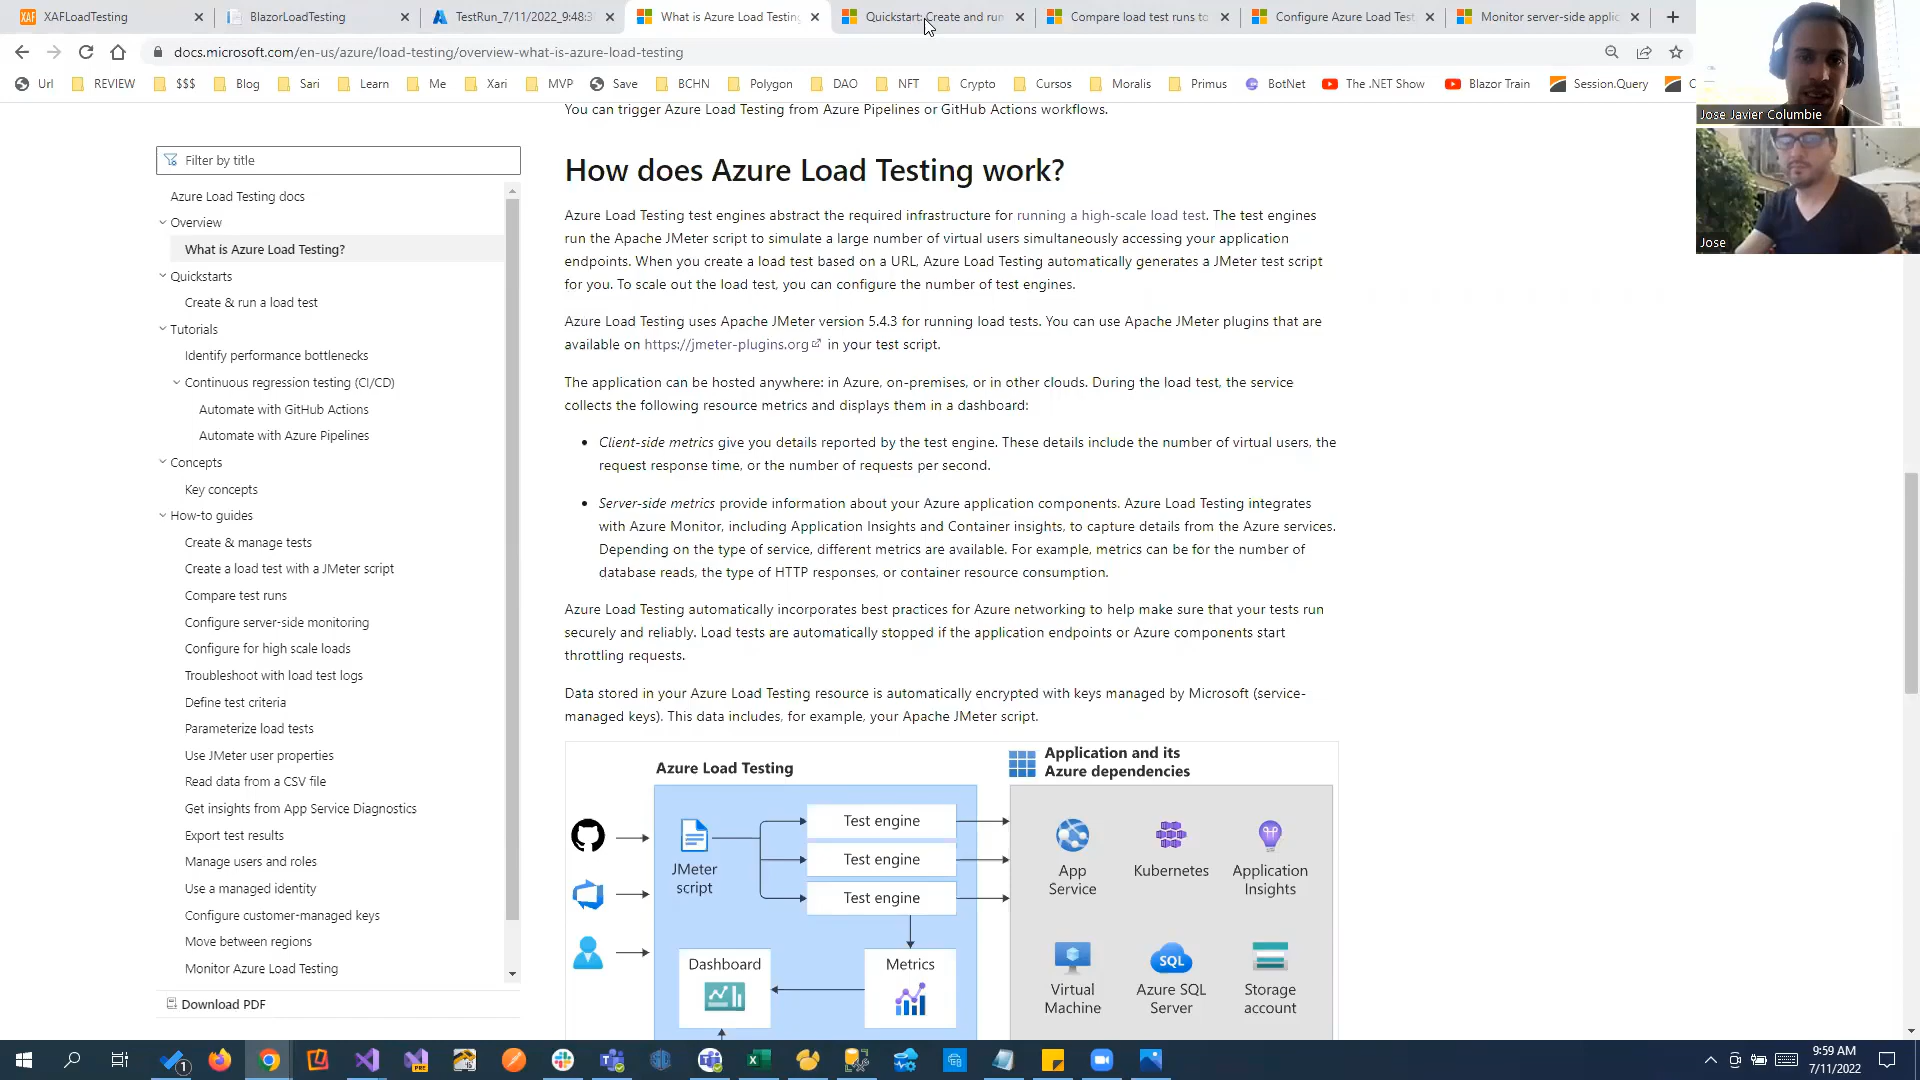 XAFLoadTesting
BlazorLoadTesting
TestRun_7/11/2022_9:48:3
What is Azure Load Testing
Quickstart: Create and run
Compare load test runs to
Configure Azure Load Test
Monitor server-side applic
docs.microsoft.com/en-us/azure/load-testing/overview-what-is-azure-load-testing
Url
REVIEW
$$$
Blog
Sari
Learn
Me
Xari
MVP
Save
BCHN
Polygon
DAO
NFT
Crypto
Cursos
Moralis
Primus
BotNet
The .NET Show
Blazor Train
Session.Query
Jose Javier Columbie
Jose
Filter by title
Azure Load Testing docs
Overview
What is Azure Load Testing?
Quickstarts
Create & run a load test
Tutorials
Identify performance bottlenecks
Continuous regression testing (CI/CD)
Automate with GitHub Actions
Automate with Azure Pipelines
Concepts
Key concepts
How-to guides
Create & manage tests
Create a load test with a JMeter script
Compare test runs
Configure server-side monitoring
Configure for high scale loads
Troubleshoot with load test logs
Define test criteria
Parameterize load tests
Use JMeter user properties
Read data from a CSV file
Get insights from App Service Diagnostics
Export test results
Manage users and roles
Use a managed identity
Configure customer-managed keys
Move between regions
Monitor Azure Load Testing
Download PDF
You can trigger Azure Load Testing from Azure Pipelines or GitHub Actions workflows.
How does Azure Load Testing work?
Azure Load Testing test engines abstract the required infrastructure for running a high-scale load test. The test engines
run the Apache JMeter script to simulate a large number of virtual users simultaneously accessing your application
endpoints. When you create a load test based on a URL, Azure Load Testing automatically generates a JMeter test script
for you. To scale out the load test, you can configure the number of test engines.
Azure Load Testing uses Apache JMeter version 5.4.3 for running load tests. You can use Apache JMeter plugins that are
available on https://jmeter-plugins.org in your test script.
The application can be hosted anywhere: in Azure, on-premises, or in other clouds. During the load test, the service
collects the following resource metrics and displays them in a dashboard:
Client-side metrics give you details reported by the test engine. These details include the number of virtual users, the
request response time, or the number of requests per second.
Server-side metrics provide information about your Azure application components. Azure Load Testing integrates
with Azure Monitor, including Application Insights and Container insights, to capture details from the Azure services.
Depending on the type of service, different metrics are available. For example, metrics can be for the number of
database reads, the type of HTTP responses, or container resource consumption.
Azure Load Testing automatically incorporates best practices for Azure networking to help make sure that your tests run
securely and reliably. Load tests are automatically stopped if the application endpoints or Azure components start
throttling requests.
Data stored in your Azure Load Testing resource is automatically encrypted with keys managed by Microsoft (service-
managed keys). This data includes, for example, your Apache JMeter script.
Azure Load Testing
Application and its
Azure dependencies
JMeter
script
Test engine
Test engine
Test engine
Dashboard
Metrics
App
Service
Kubernetes
Application
Insights
SQL
Virtual
Machine
Azure SQL
Server
Storage
account
9:59 AM
7/11/2022